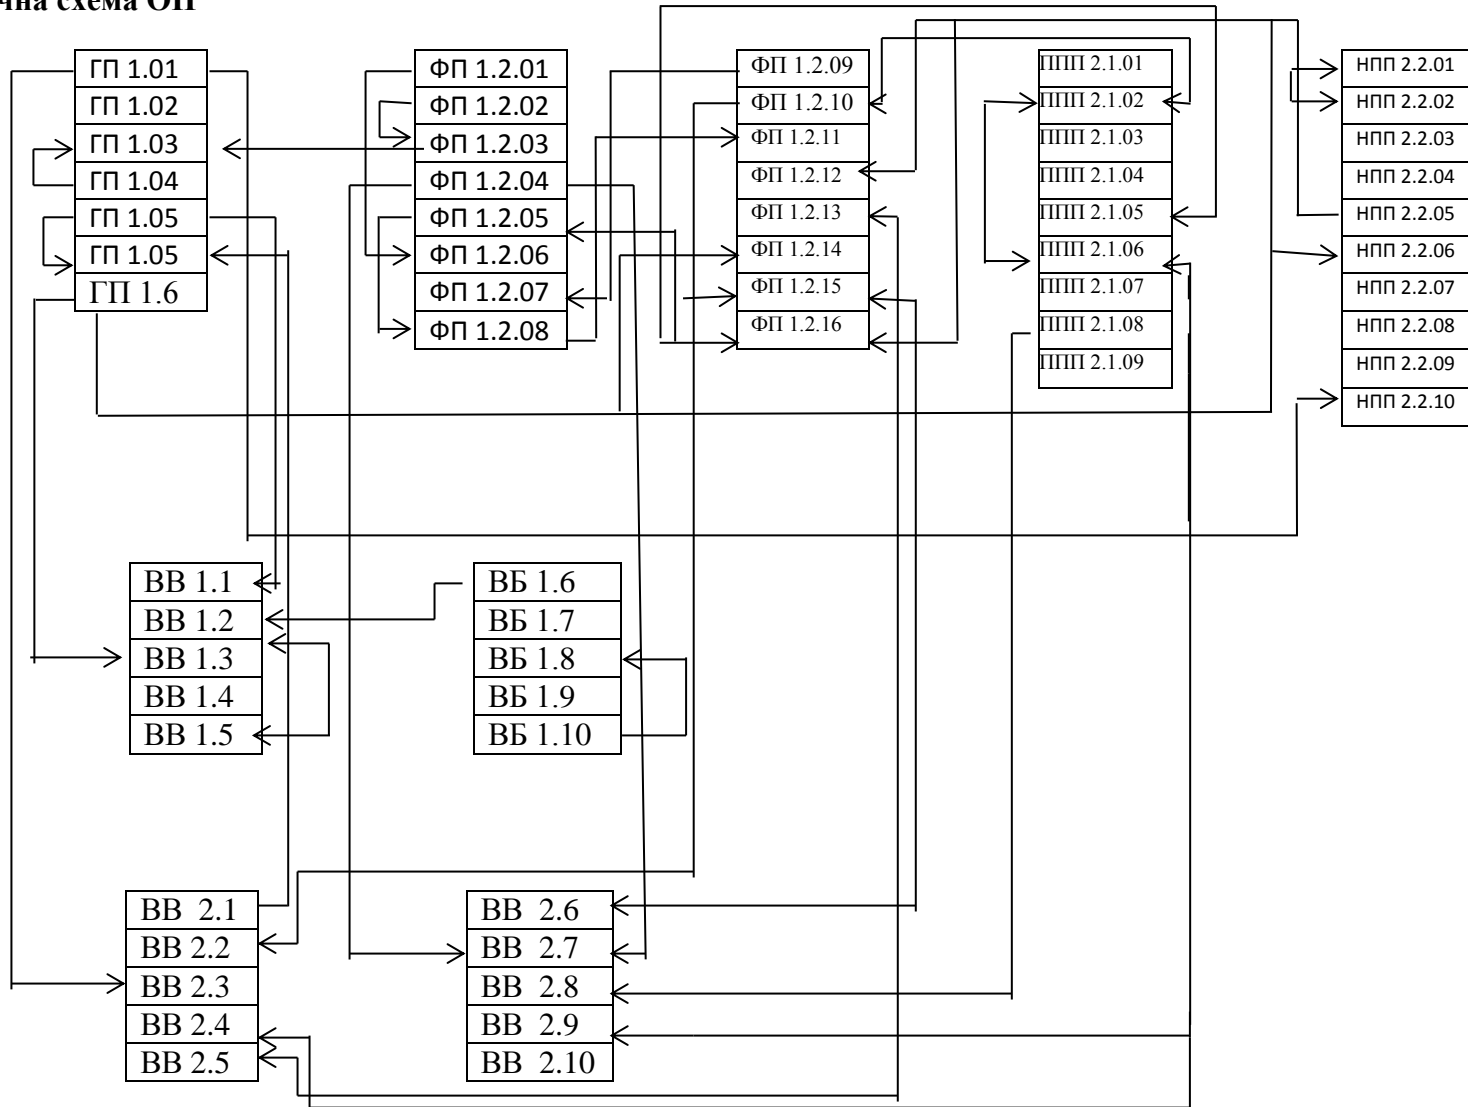 чна схема ОП
ГП 1.01
ГП 1.02
ГП 1.03
ГП 1.04
ГП 1.05
ГП 1.05
ГП 1.6
ФП 1.2.01
ФП 1.2.02
ФП 1.2.03
ФП 1.2.04
ФП 1.2.05
ФП 1.2.06
ФП 1.2.07
ФП 1.2.08
ФП 1.2.09
ФП 1.2.10
ФП 1.2.11
ФП 1.2.12
ФП 1.2.13
ФП 1.2.14
ФП 1.2.15
ФП 1.2.16
ППП 2.1.01
ППП 2.1.02
ППП 2.1.03
ППП 2.1.04
ППП 2.1.05
ППП 2.1.06
ППП 2.1.07
ППП 2.1.08
ППП 2.1.09
НПП 2.2.01
НПП 2.2.02
НПП 2.2.03
НПП 2.2.04
НПП 2.2.05
НПП 2.2.06
НПП 2.2.07
НПП 2.2.08
НПП 2.2.09
НПП 2.2.10
ВВ 1.1
ВВ 1.2
ВВ 1.3
ВВ 1.4
ВВ 1.5
ВБ 1.6
ВБ 1.7
ВБ 1.8
ВБ 1.9
ВБ 1.10
ВВ 2.1
ВВ 2.2
ВВ 2.3
ВВ 2.4
ВВ 2.5
ВВ 2.6
ВВ 2.7
ВВ 2.8
ВВ 2.9
ВВ 2.10